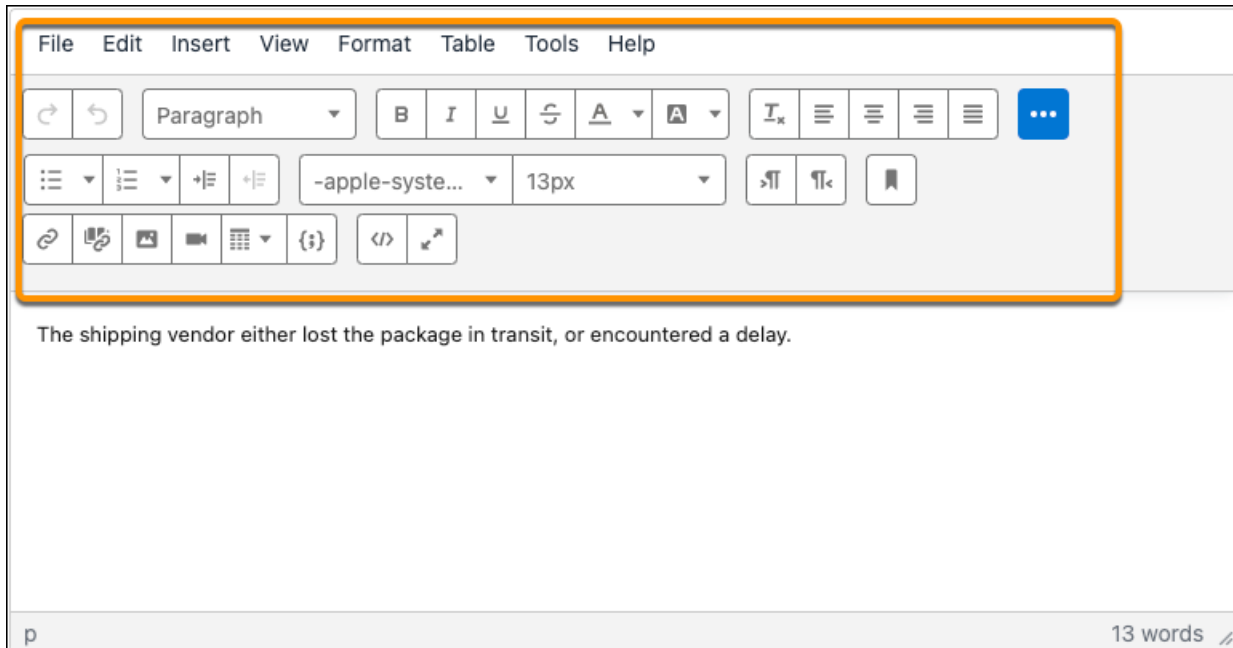 File Edit Insert View Format Table Tools Help
Paragraph B I U S A A
-apple-syste... 13px
The shipping vendor either lost the package in transit, or encountered a delay.
p 13 words